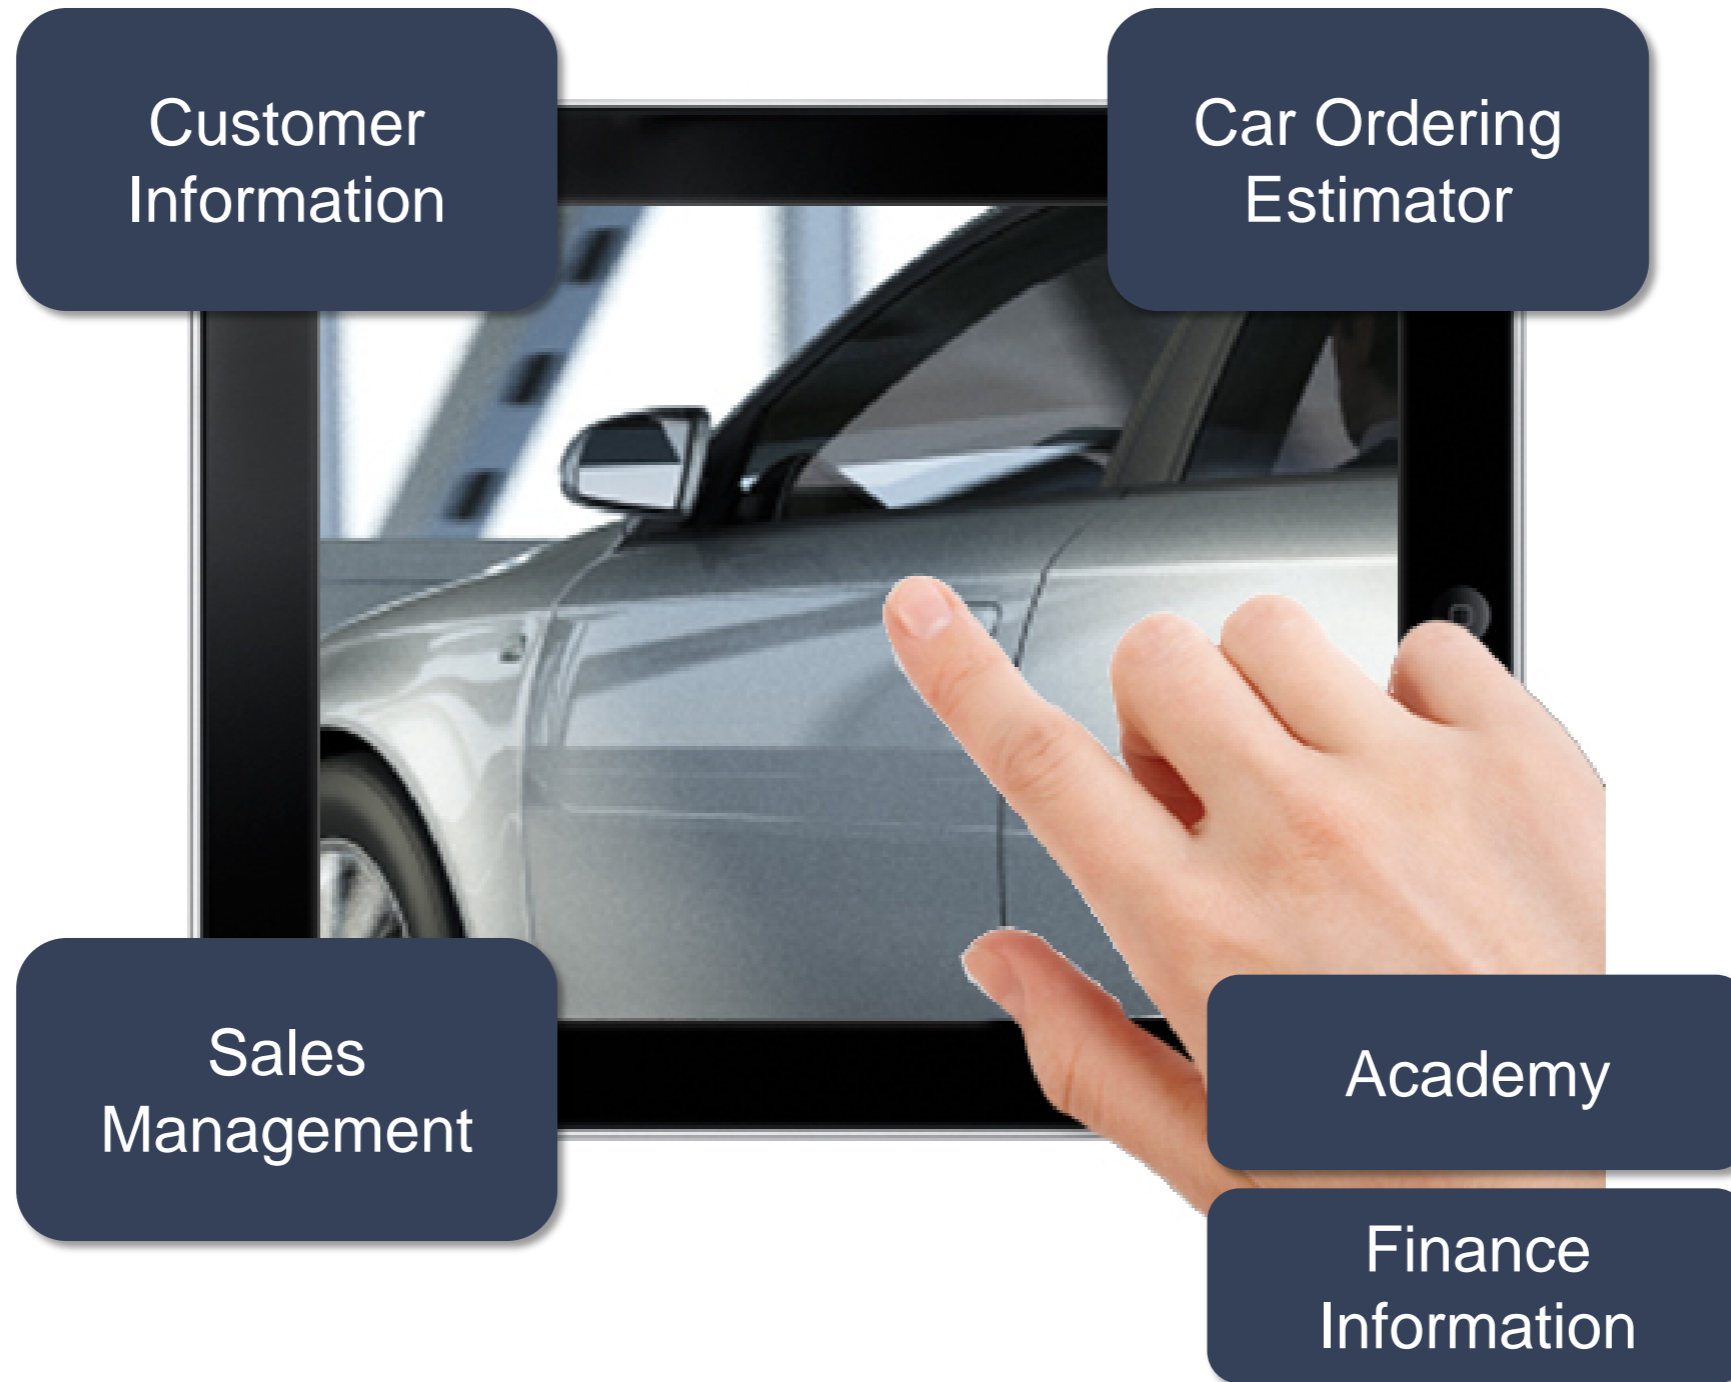 Customer
Information
Car Ordering
Estimator
Sales
Management
Academy
Finance
Information